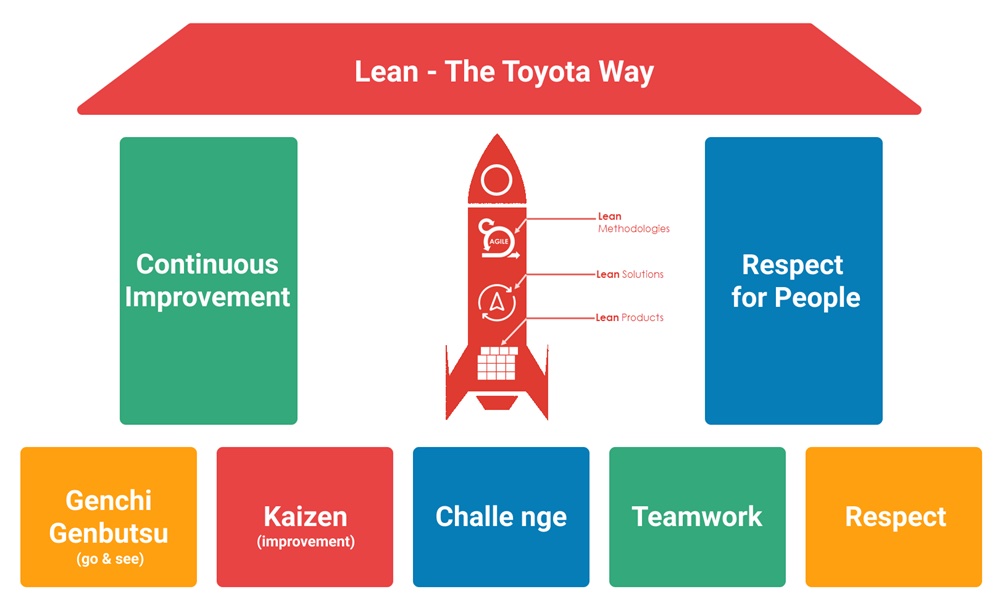 Lean - The Toyota Way
Continuous
Improvement
AGILE
Lean
Methodologies
Lean Solutions
Lean Products
Respect
for People
Genchi
Genbutsu
(go & see)
Kaizen
(improvement)
Challe nge
Teamwork
Respect